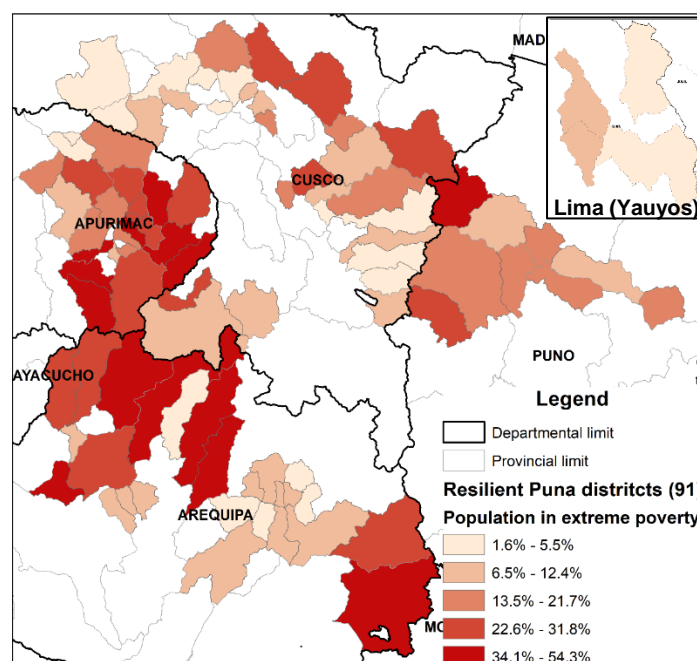 MAD
CUSCO
APURIMAC
Lima (Yauyos)
PUNO
AYACUCHO
AREQUIPA
MO
Legend
Departmental limit
Provincial limit
Resilient Puna distritcts (91)
Population in extreme poverty
1.6% - 5.5%
6.5% - 12.4%
13.5% - 21.7%
22.6% - 31.8%
34.1% - 54.3%